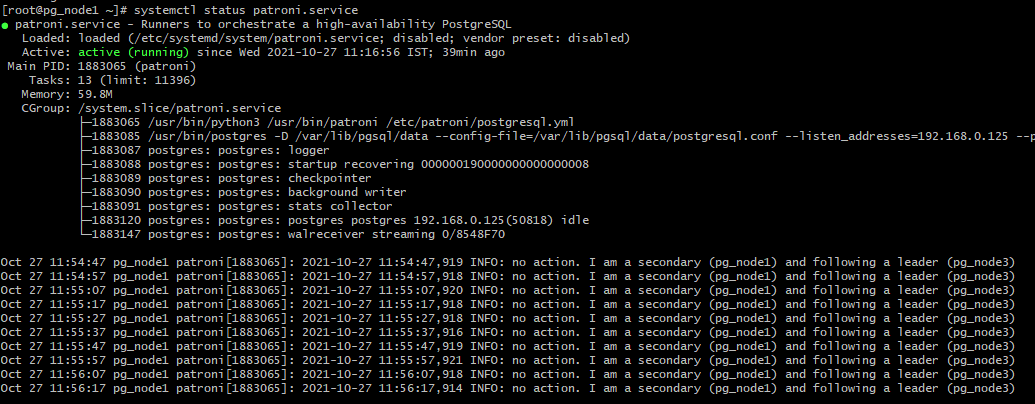 [root@pg_node1 ~]# systemctl status patroni.service
● patroni.service - Runners to orchestrate a high-availability PostgreSQL
   Loaded: loaded (/etc/systemd/system/patroni.service; disabled; vendor preset: disabled)
   Active: active (running) since Wed 2021-10-27 11:16:56 IST; 39min ago
 Main PID: 1883065 (patroni)
    Tasks: 13 (limit: 11396)
   Memory: 59.8M
   CGroup: /system.slice/patroni.service
           ├─1883065 /usr/bin/python3 /usr/bin/patroni /etc/patroni/postgresql.yml
           ├─1883085 /usr/bin/postgres -D /var/lib/pgsql/data --config-file=/var/lib/pgsql/data/postgresql.conf --listen_addresses=192.168.0.125 --p
           ├─1883087 postgres: postgres: logger
           ├─1883088 postgres: postgres: startup recovering 000000190000000000000008
           ├─1883089 postgres: postgres: checkpointer
           ├─1883090 postgres: postgres: background writer
           ├─1883091 postgres: postgres: stats collector
           ├─1883120 postgres: postgres: postgres postgres 192.168.0.125(50818) idle
           └─1883147 postgres: postgres: walreceiver streaming 0/8548F70
Oct 27 11:54:47 pg_node1 patroni[1883065]: 2021-10-27 11:54:47,919 INFO: no action. I am a secondary (pg_node1) and following a leader (pg_node3)
Oct 27 11:54:57 pg_node1 patroni[1883065]: 2021-10-27 11:54:57,918 INFO: no action. I am a secondary (pg_node1) and following a leader (pg_node3)
Oct 27 11:55:07 pg_node1 patroni[1883065]: 2021-10-27 11:55:07,920 INFO: no action. I am a secondary (pg_node1) and following a leader (pg_node3)
Oct 27 11:55:17 pg_node1 patroni[1883065]: 2021-10-27 11:55:17,918 INFO: no action. I am a secondary (pg_node1) and following a leader (pg_node3)
Oct 27 11:55:27 pg_node1 patroni[1883065]: 2021-10-27 11:55:27,918 INFO: no action. I am a secondary (pg_node1) and following a leader (pg_node3)
Oct 27 11:55:37 pg_node1 patroni[1883065]: 2021-10-27 11:55:37,916 INFO: no action. I am a secondary (pg_node1) and following a leader (pg_node3)
Oct 27 11:55:47 pg_node1 patroni[1883065]: 2021-10-27 11:55:47,919 INFO: no action. I am a secondary (pg_node1) and following a leader (pg_node3)
Oct 27 11:55:57 pg_node1 patroni[1883065]: 2021-10-27 11:55:57,921 INFO: no action. I am a secondary (pg_node1) and following a leader (pg_node3)
Oct 27 11:56:07 pg_node1 patroni[1883065]: 2021-10-27 11:56:07,918 INFO: no action. I am a secondary (pg_node1) and following a leader (pg_node3)
Oct 27 11:56:17 pg_node1 patroni[1883065]: 2021-10-27 11:56:17,914 INFO: no action. I am a secondary (pg_node1) and following a leader (pg_node3)